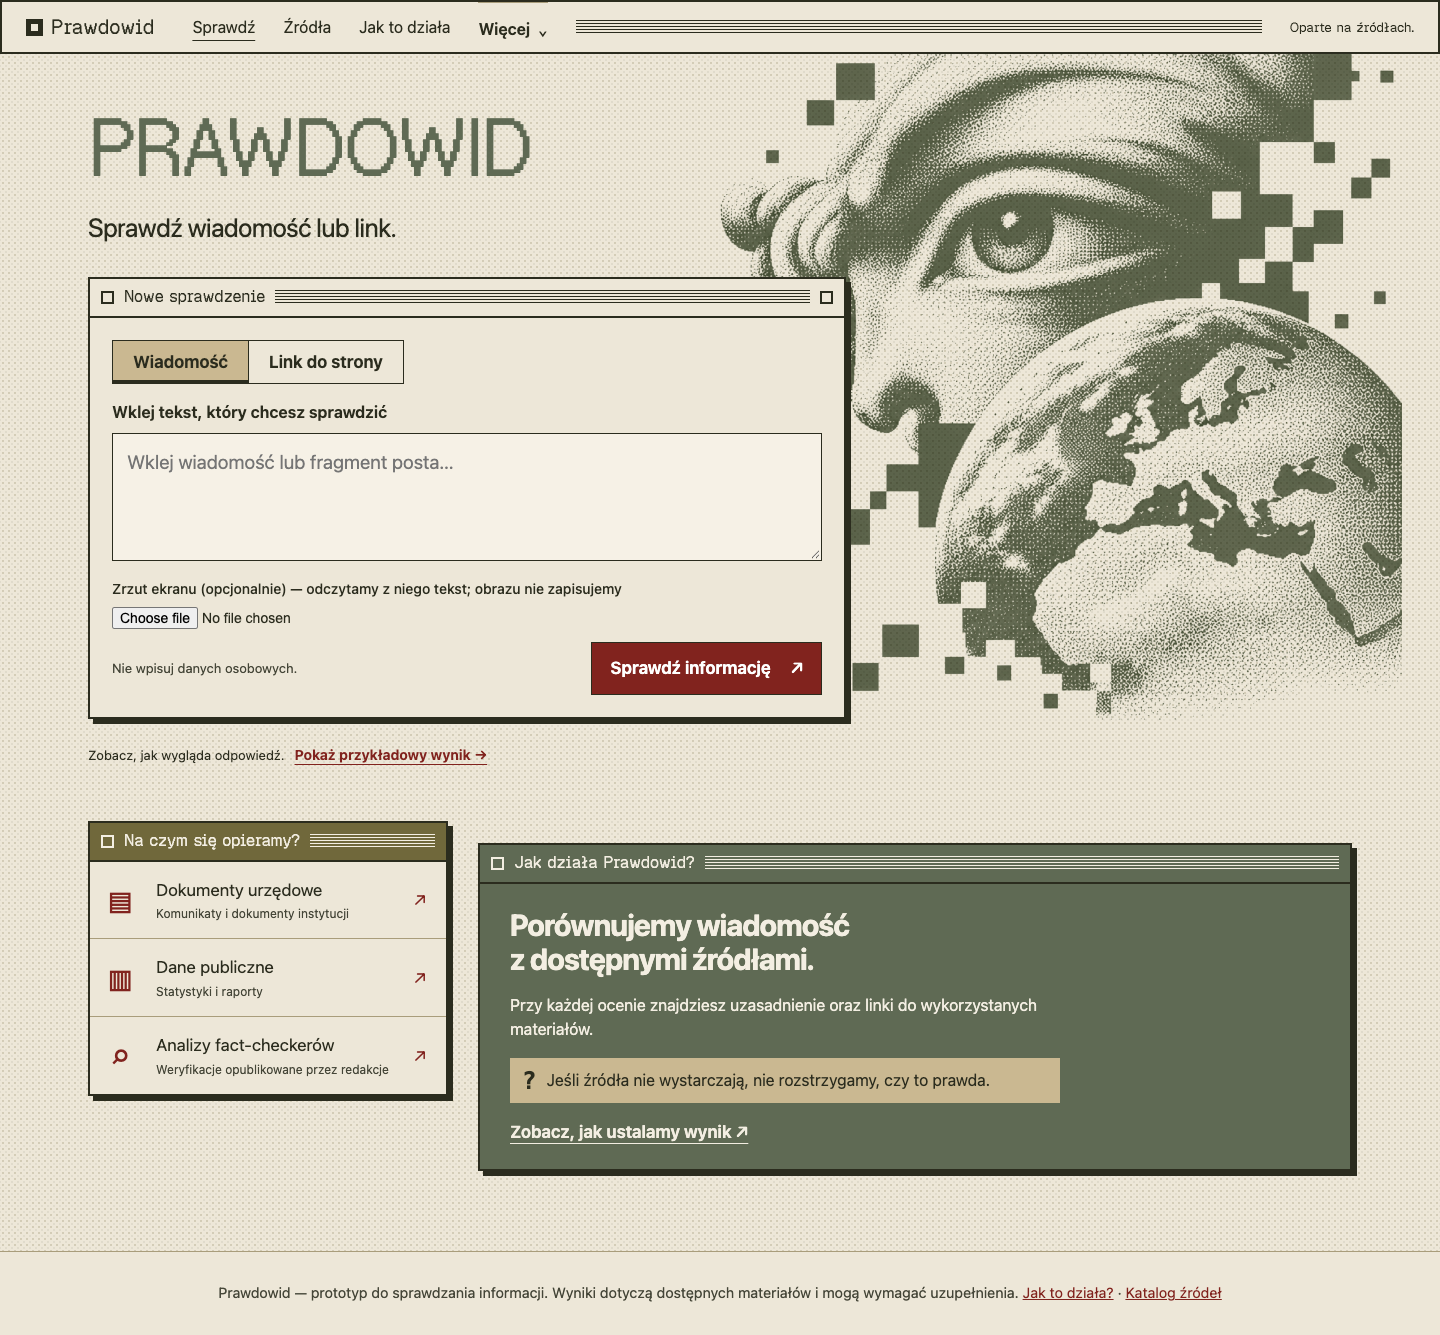 Prawdowid
Sprawdź
Źródła
Jak to działa
Więcej
Oparte na źródłach.
PRAWDOWID
Sprawdź wiadomość lub link.
Nowe sprawdzenie
Wiadomość
Link do strony
Wklej tekst, który chcesz sprawdzić
Wklej wiadomość lub fragment posta...
Zrzut ekranu (opcjonalnie) — odczytamy z niego tekst; obrazu nie zapisujemy
Choose file No file chosen
Nie wpisuj danych osobowych.
Sprawdź informację ↗
Zobacz, jak wygląda odpowiedź. Pokaż przykładowy wynik →
Na czym się opieramy?
Dokumenty urzędowe ↗
Komunikaty i dokumenty instytucji
Dane publiczne ↗
Statystyki i raporty
Analizy fact-checkerów ↗
Weryfikacje opublikowane przez redakcje
Jak działa Prawdowid?
Porównujemy wiadomość
z dostępnymi źródłami.
Przy każdej ocenie znajdziesz uzasadnienie oraz linki do wykorzystanych
materiałów.
? Jeśli źródła nie wystarczają, nie rozstrzygamy, czy to prawda.
Zobacz, jak ustalamy wynik ↗
Prawdowid — prototyp do sprawdzania informacji. Wyniki dotyczą dostępnych materiałów i mogą wymagać uzupełnienia. Jak to działa? · Katalog źródeł